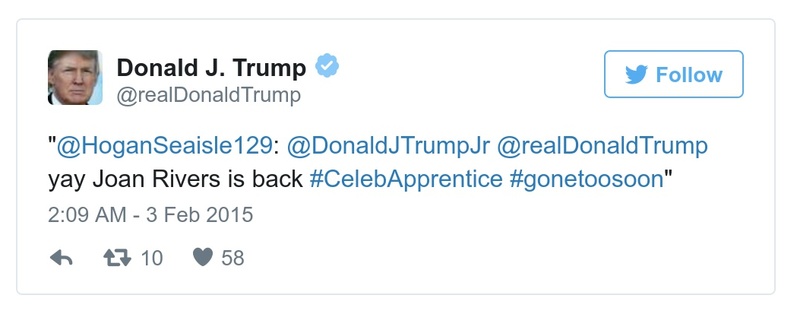 Donald J. Trump
@realDonaldTrump
Follow
"@HoganSeaisle129: @DonaldJTrumpJr @realDonaldTrump
yay Joan Rivers is back #CelebApprentice #gonetoosoon"
2:09 AM - 3 Feb 2015
10 58